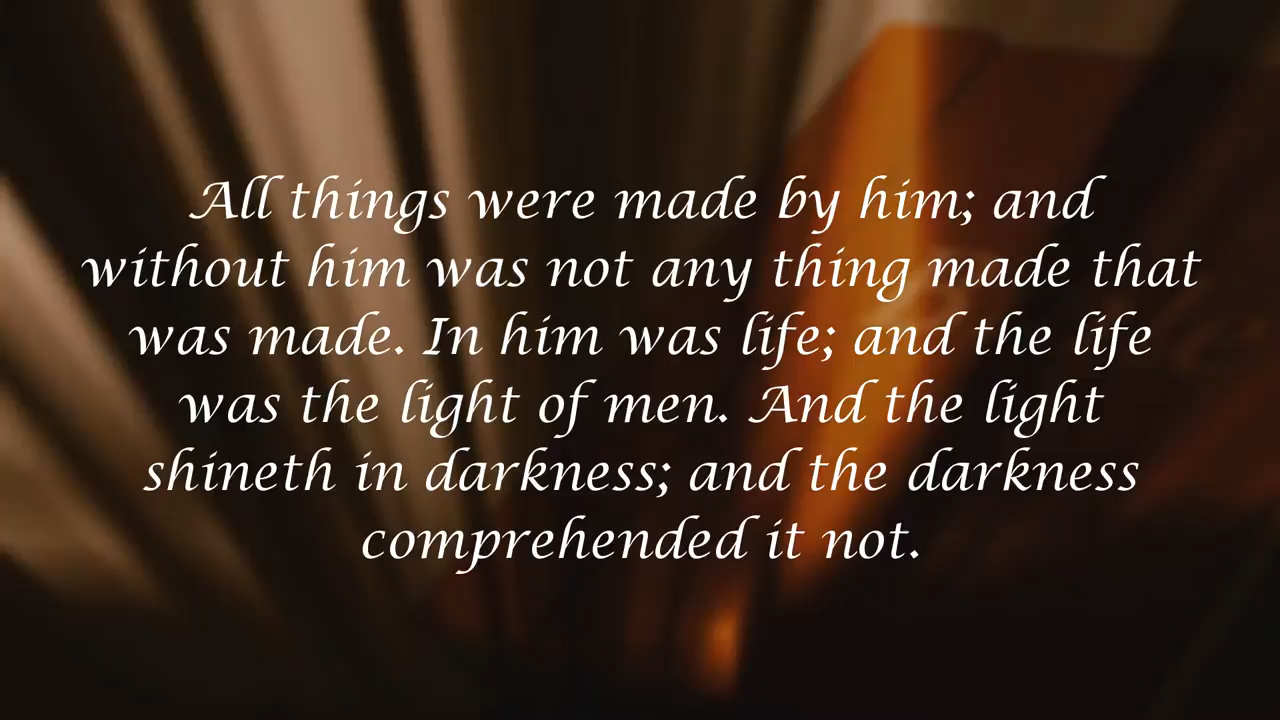 All things were made by him; and
without him was not any thing made that
was made. In him was life; and the life
was the light of men. And the light
shineth in darkness; and the darkness
comprehended it not.